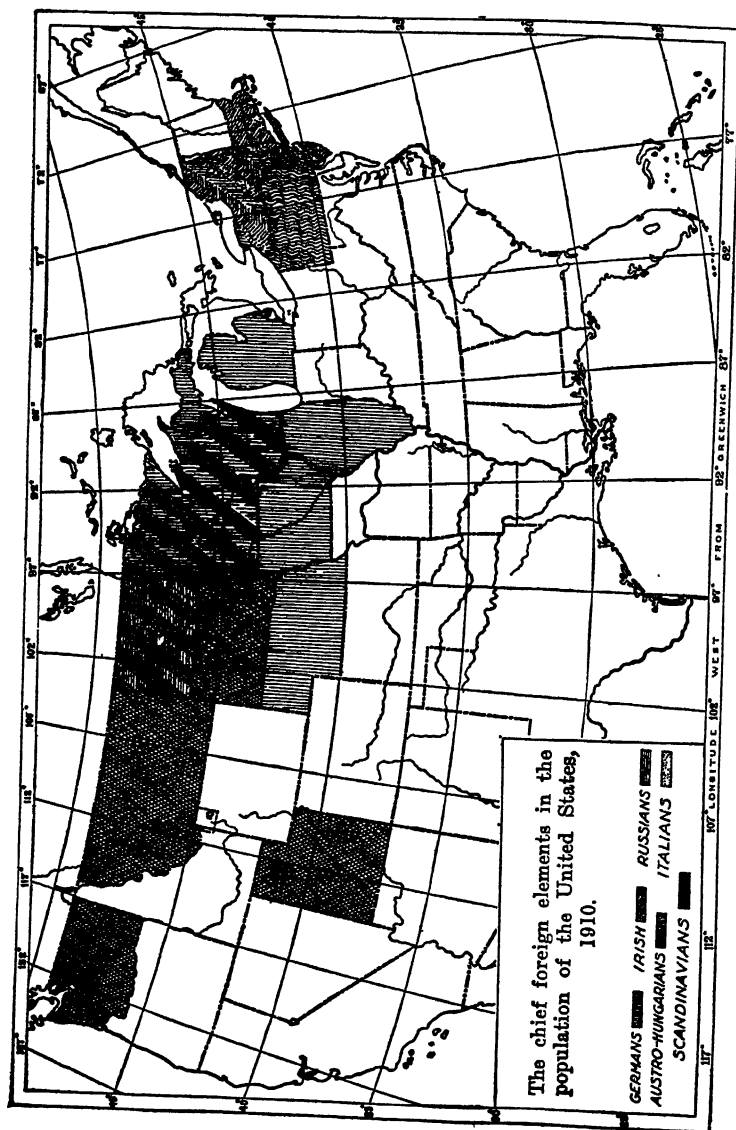 The chief foreign elements in the
population of the United States,
1910.
GERMANS IRISH RUSSIANS
AUSTRO-HUNGARIANS ITALIANS
SCANDINAVIANS
117° 112° 107° LONGITUDE 102° WEST 97° FROM 92° GREENWICH 87° 82° 77°